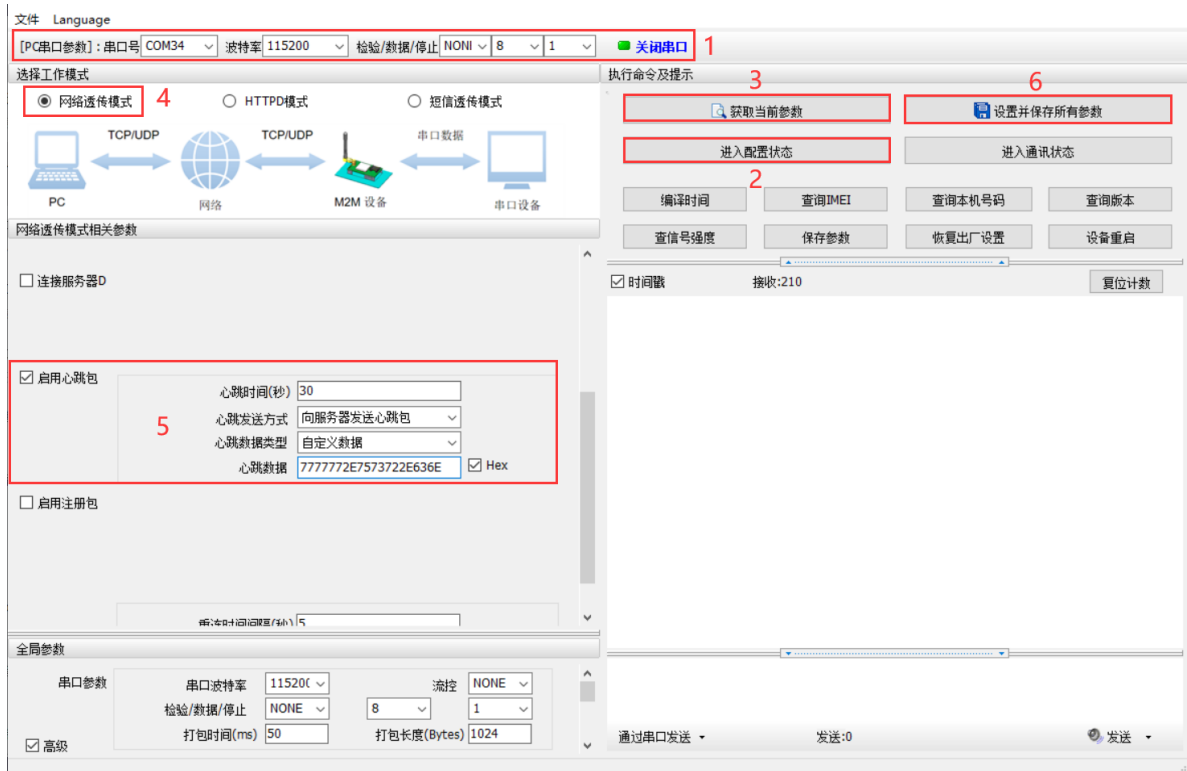 文件 Language
[PC串口参数]：串口号 COM34 波特率 115200 检验/数据/停止 NONI 8 1 关闭串口 1
选择工作模式
网络透传模式 4 HTTPD模式 短信透传模式
TCP/UDP TCP/UDP 串口数据
PC 网络 M2M 设备 串口设备
网络透传模式相关参数
连接服务器D
启用心跳包
心跳时间(秒) 30
心跳发送方式 向服务器发送心跳包
5
心跳数据类型 自定义数据
心跳数据 7777772E7573722E636E Hex
启用注册包
重连时间间隔(秒) 5
全局参数
串口参数 串口波特率 11520( 流控 NONE
检验/数据/停止 NONE 8 1
打包时间(ms) 50 打包长度(Bytes) 1024
高级
执行命令及提示
3 6
获取当前参数 设置并保存所有参数
进入配置状态 进入通讯状态
2
编译时间 查询IMEI 查询本机号码 查询版本
查信号强度 保存参数 恢复出厂设置 设备重启
时间戳 接收:210 复位计数
通过串口发送 发送:0 发送